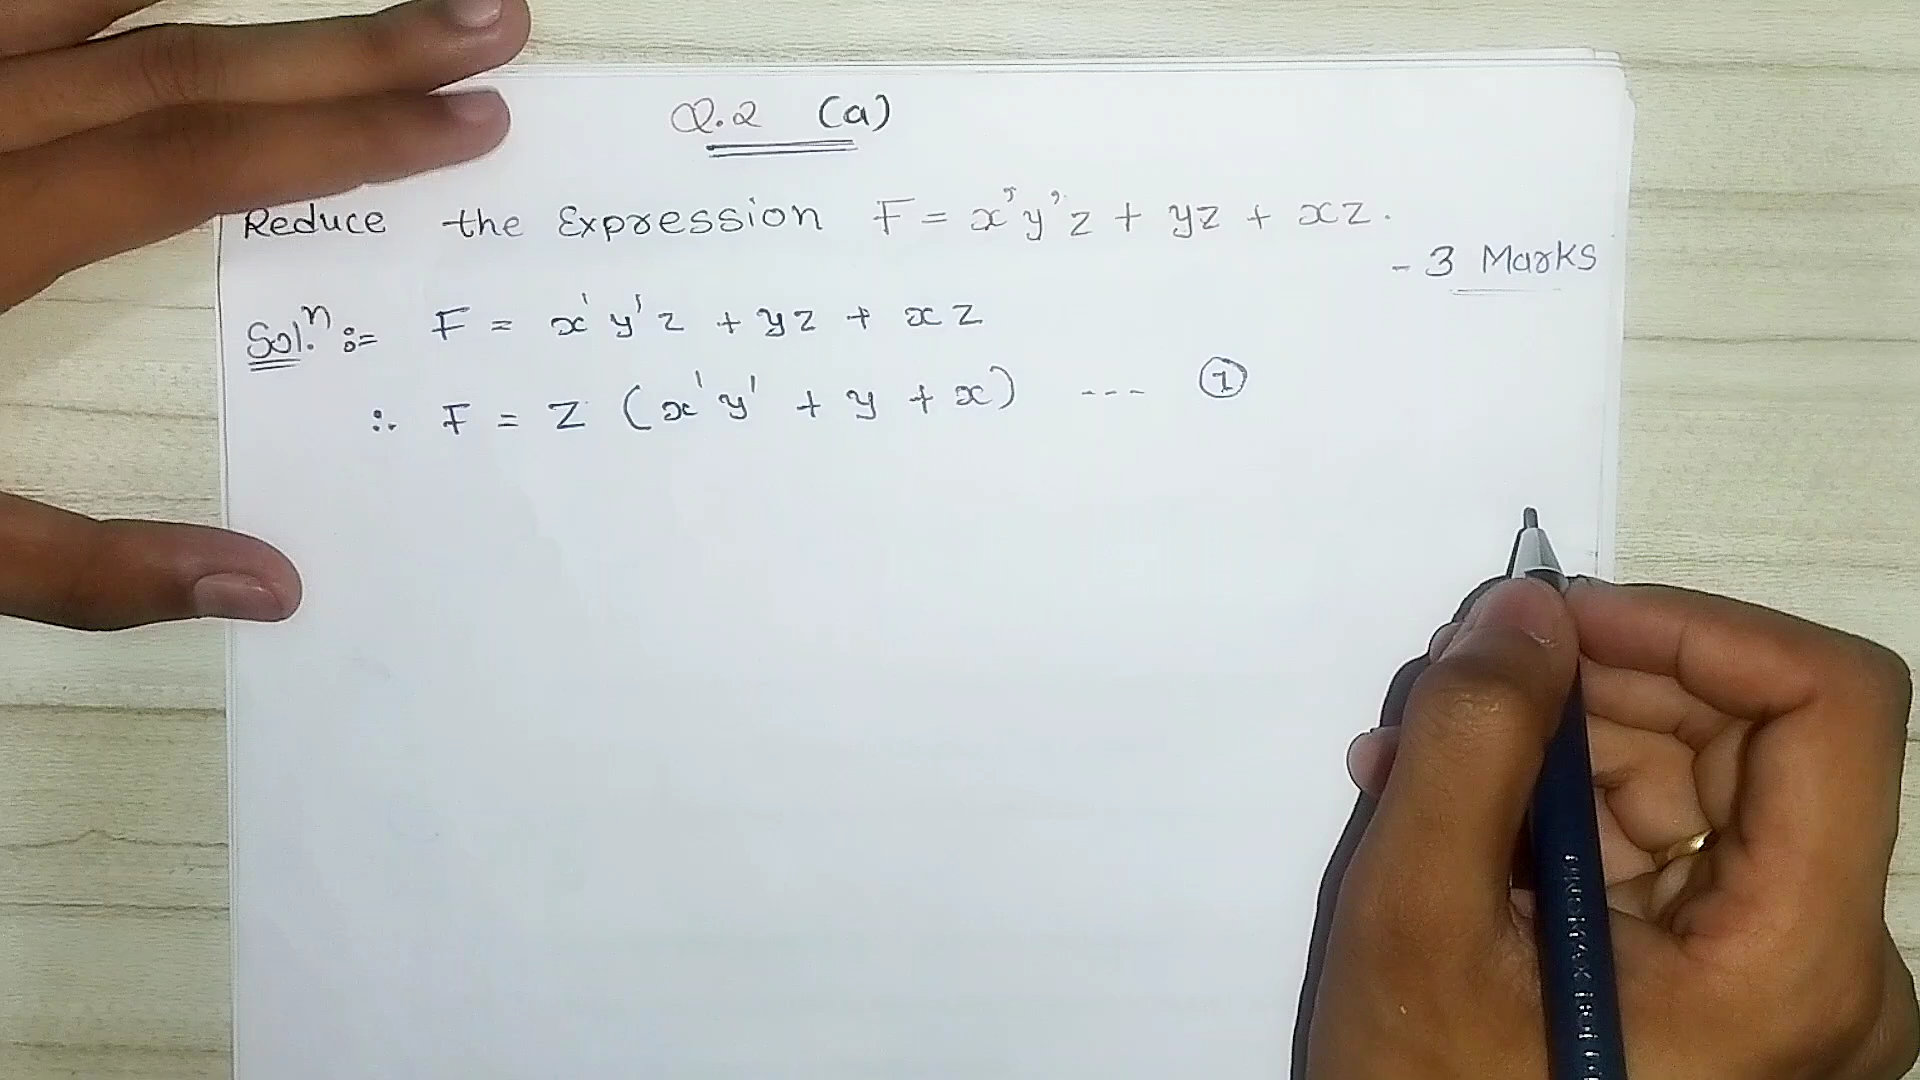 Q.2 (a)
Reduce the Expression F = x'y'z + yz + xz.
- 3 Marks
Sol.n := F = x'y'z + yz + xz
∴ F = z (x'y' + y + x) --- ①